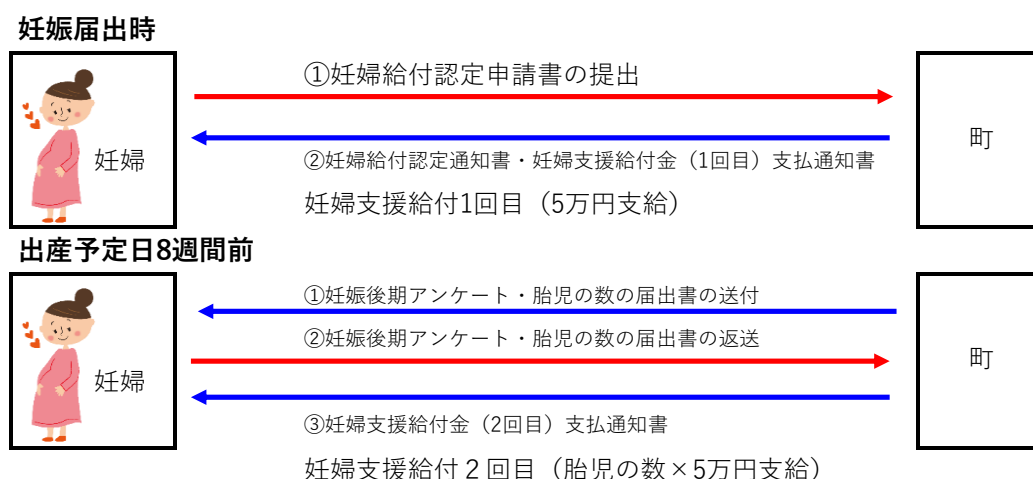 妊娠届出時
①妊婦給付認定申請書の提出
妊婦
町
②妊婦給付認定通知書・妊婦支援給付金（1回目）支払通知書
妊婦支援給付1回目（5万円支給）
出産予定日8週間前
①妊娠後期アンケート・胎児の数の届出書の送付
②妊娠後期アンケート・胎児の数の届出書の返送
妊婦
町
③妊婦支援給付金（2回目）支払通知書
妊婦支援給付２回目（胎児の数×5万円支給）